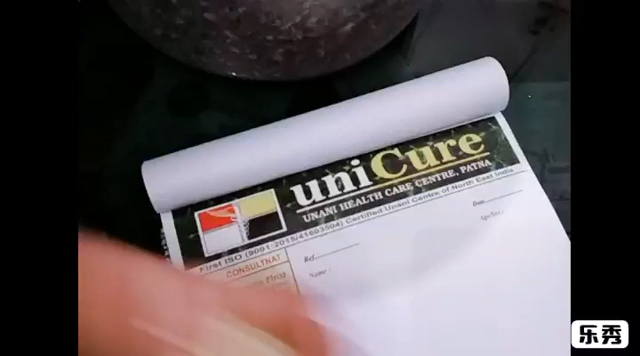 uniCure
UNANI HEALTH CARE CENTRE, PATNA
First ISO (9001-2015/41603504) Certified Unani Centre of North East India
Date
Ref.
CONSULTNAT
Name :
乐秀